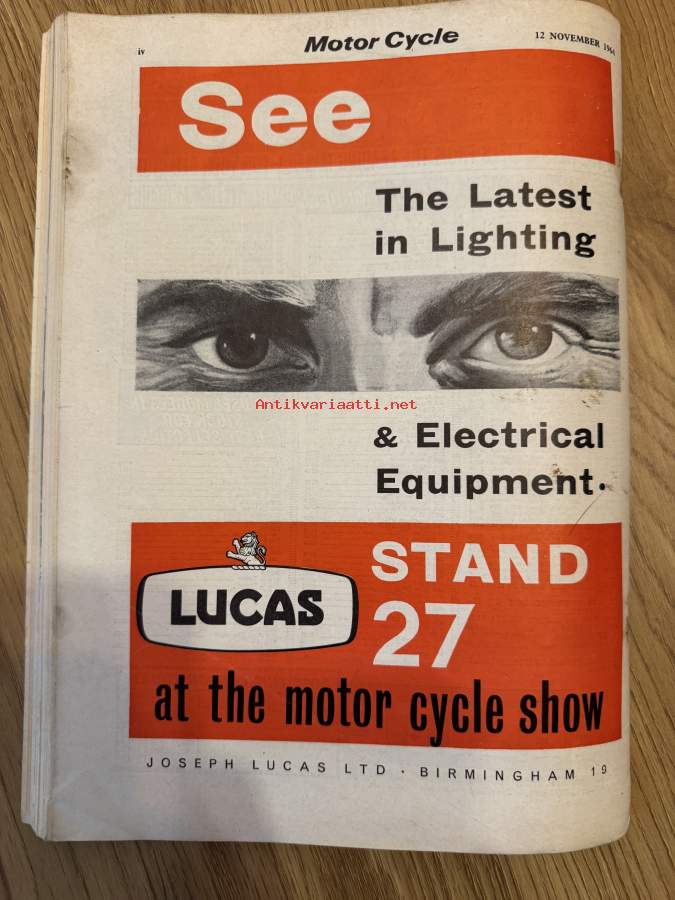 iv
Motor Cycle
12 NOVEMBER 1964
See
The Latest
in Lighting
Antikvariaatti.net
& Electrical
Equipment.
LUCAS
STAND
27
at the motor cycle show
JOSEPH LUCAS LTD · BIRMINGHAM 19